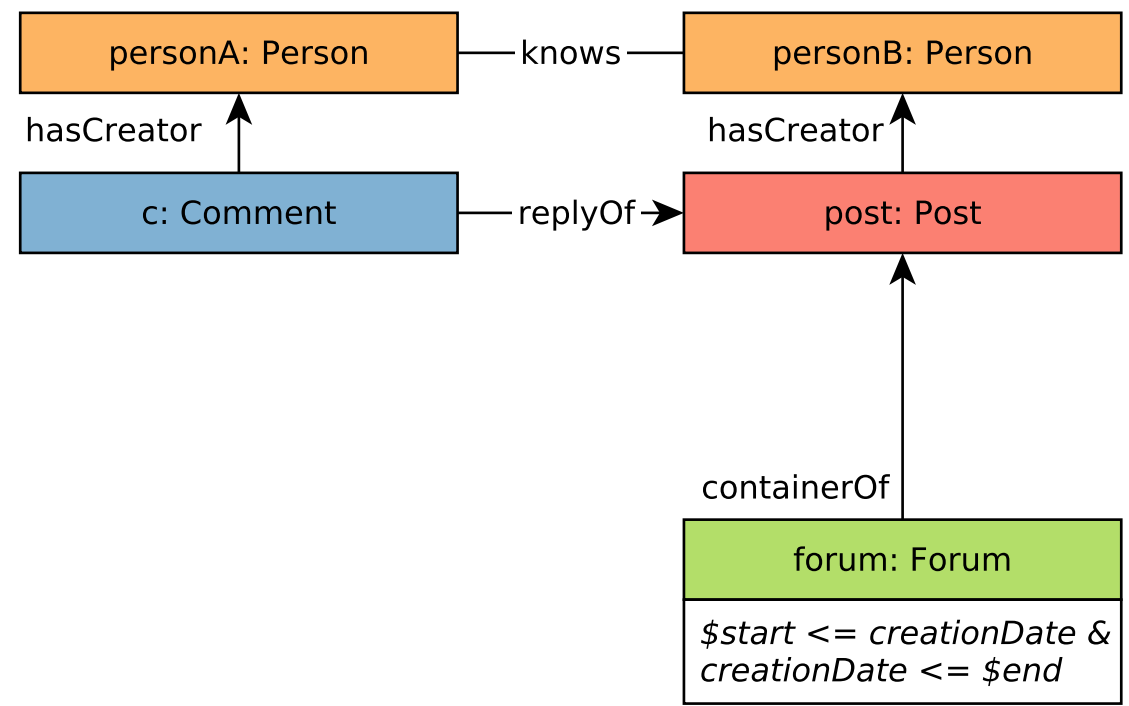 personA: Person
knows
personB: Person
hasCreator
hasCreator
c: Comment
replyOf
post: Post
containerOf
forum: Forum
$start <= creationDate &
creationDate <= $end